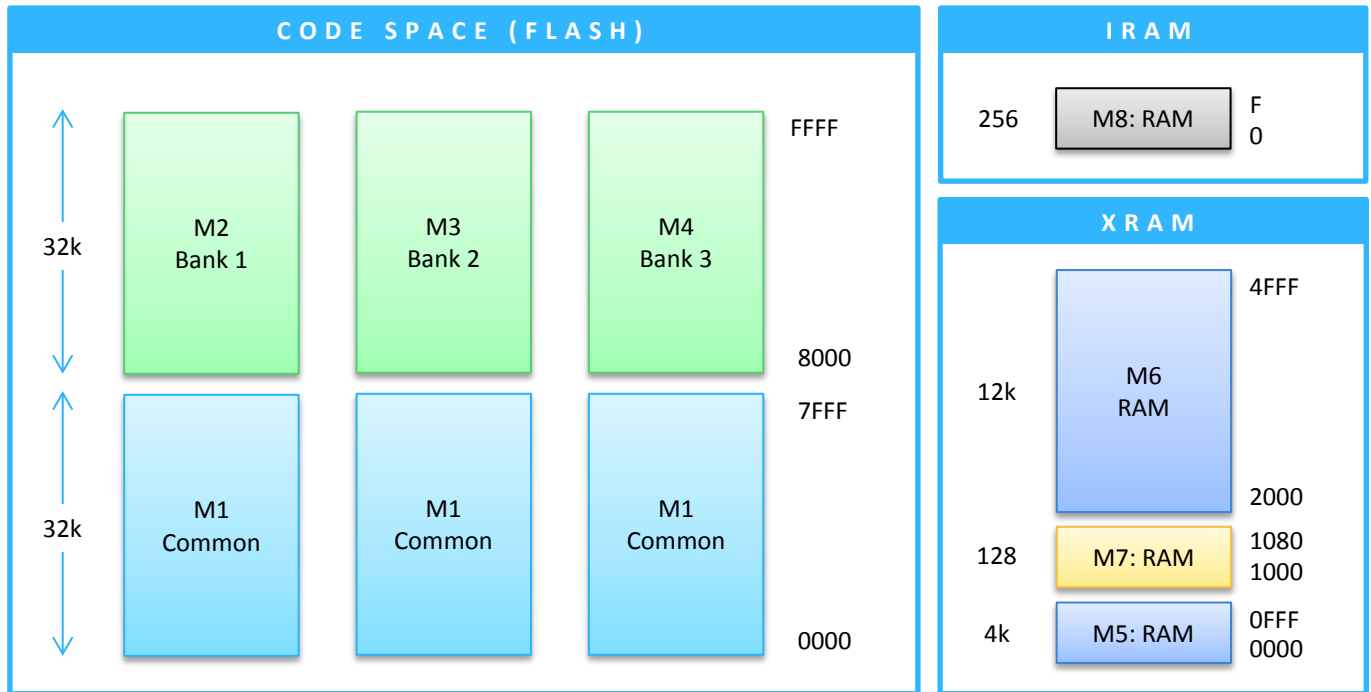 CODE SPACE (FLASH)
32k
M2
Bank 1
M3
Bank 2
M4
Bank 3
FFFF
8000
32k
M1
Common
M1
Common
M1
Common
7FFF
0000
IRAM
256
M8: RAM
F
0
XRAM
12k
M6
RAM
4FFF
2000
128
M7: RAM
1080
1000
4k
M5: RAM
0FFF
0000